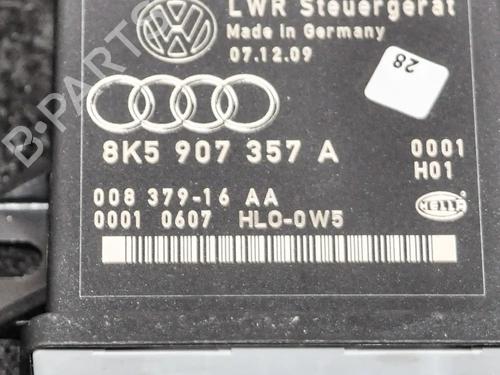 LWR Steuergerät
Made in Germany
07.12.09
28
8K5 907 357 A
0001
H01
008 379-16 AA
0001 0607 HLO-0W5
HELLA
B-PARTS